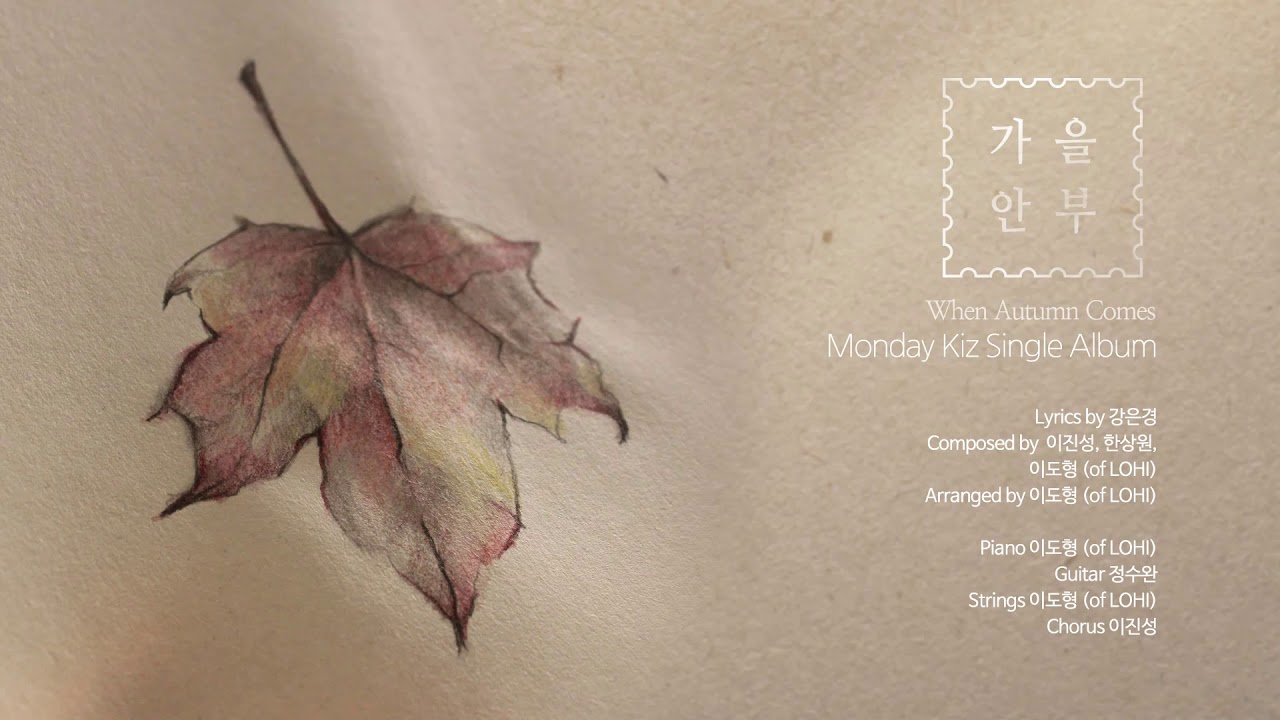 가을
안부
When Autumn Comes
Monday Kiz Single Album
Lyrics by 강은경
Composed by 이진성, 한상원,
이도형 (of LOHI)
Arranged by 이도형 (of LOHI)
Piano 이도형 (of LOHI)
Guitar 정수완
Strings 이도형 (of LOHI)
Chorus 이진성